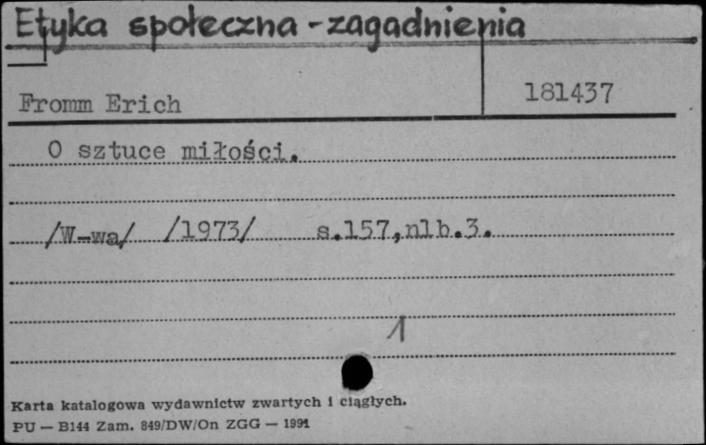 Etyka społeczna - zagadnienia
Fromm Erich 181437
O sztuce miłości.
/W-wa/ /1973/ s.157,nlb.3.
1
Karta katalogowa wydawnictw zwartych i ciągłych.
PU — B144 Zam. 849/DW/On ZGG — 1991